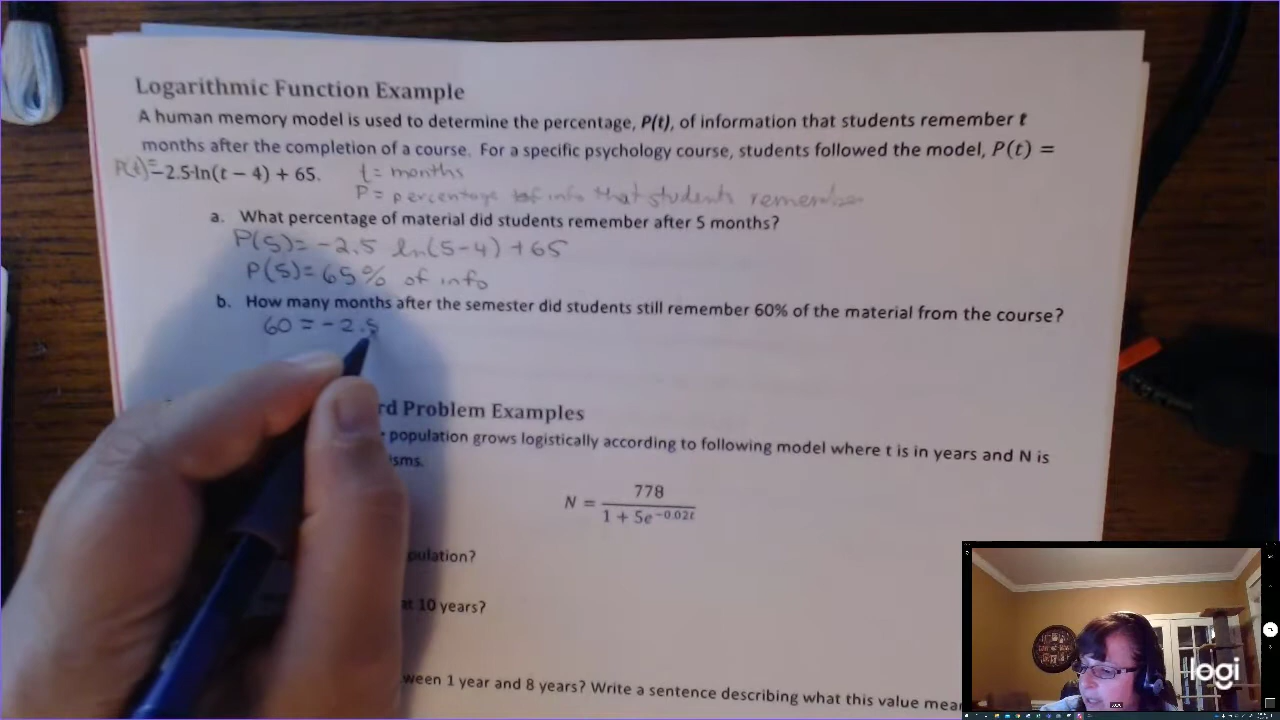 Logarithmic Function Example
A human memory model is used to determine the percentage, P(t), of information that students remember t
months after the completion of a course. For a specific psychology course, students followed the model, P(t) =
P(t)= −2.5·ln(t − 4) + 65. t = months
P = percentage of info that students remember
a. What percentage of material did students remember after 5 months?
P(5) = -2.5 ln(5-4) +65
P(5) = 65% of info
b. How many months after the semester did students still remember 60% of the material from the course?
60 = -2.5
Problem Examples
population grows logistically according to following model where t is in years and N is
N = 778 / 1 + 5e^−0.02t
at 10 years?
1 year and 8 years? Write a sentence describing what this value
logi